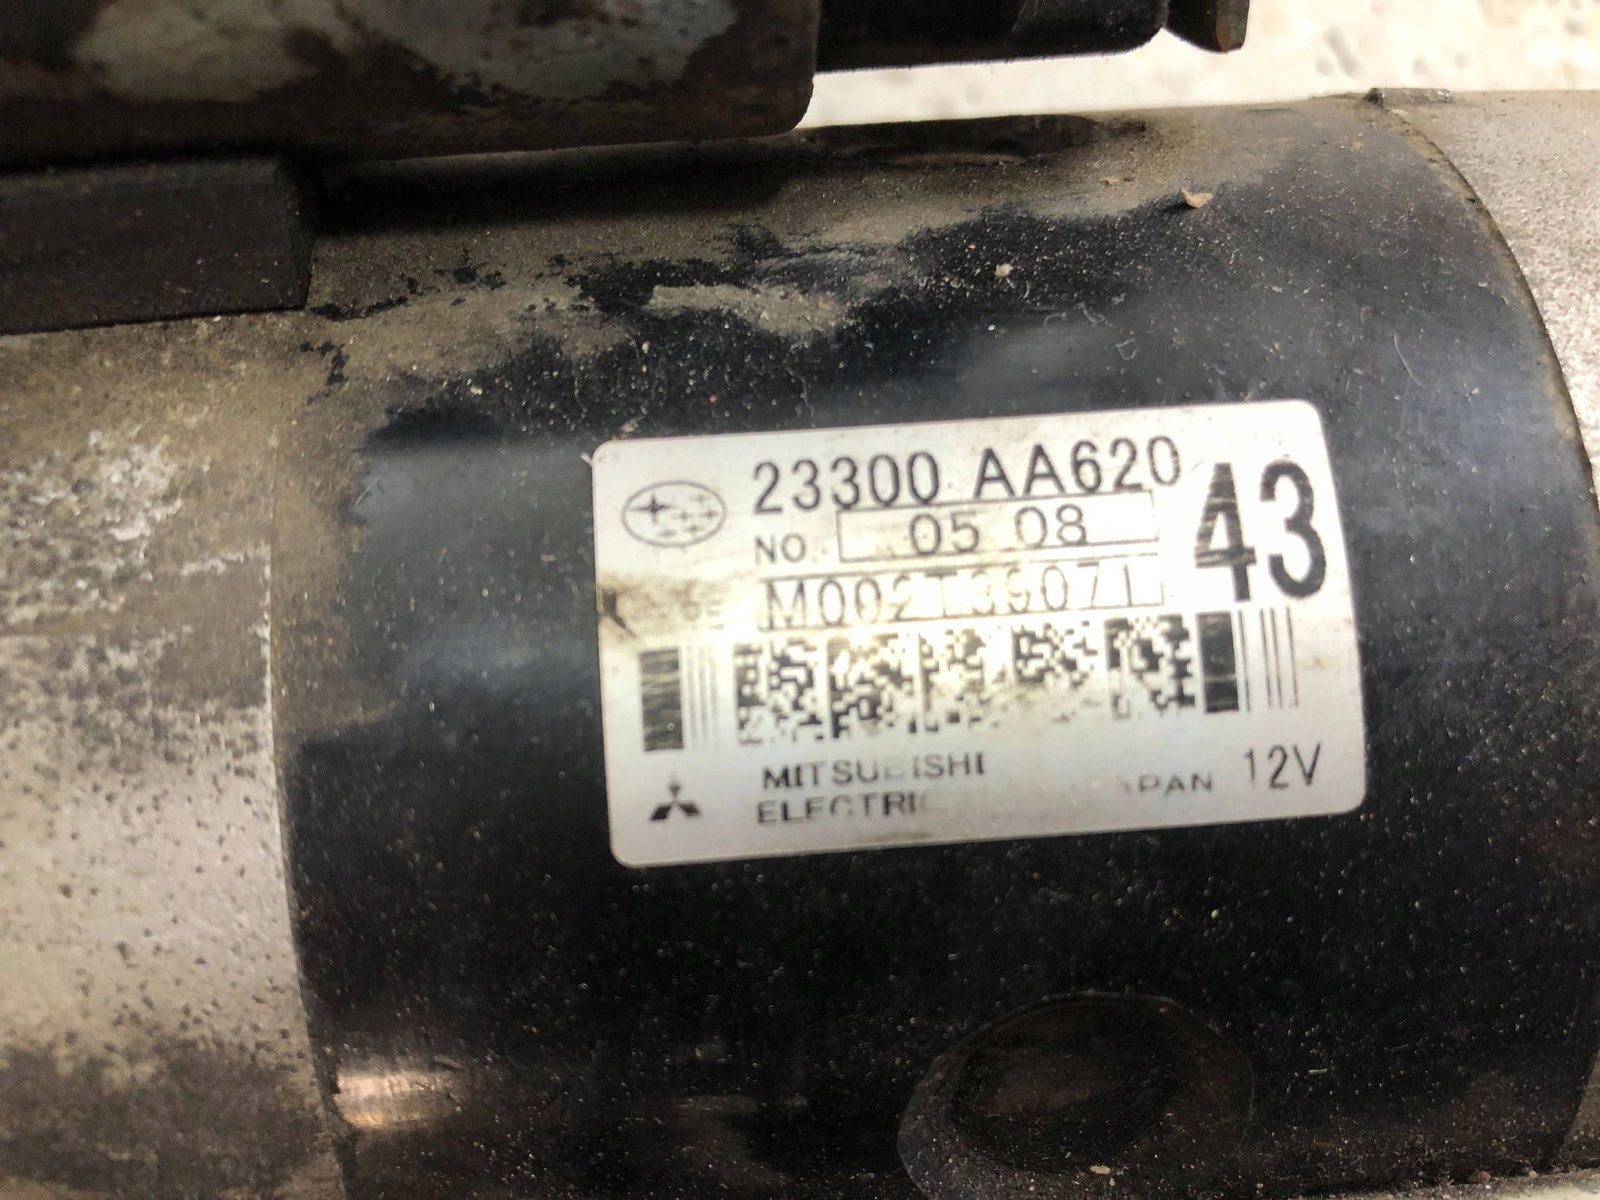 23300 AA620
43
NO. 05 08
MITSUBISHI
ELECTRIC
12V